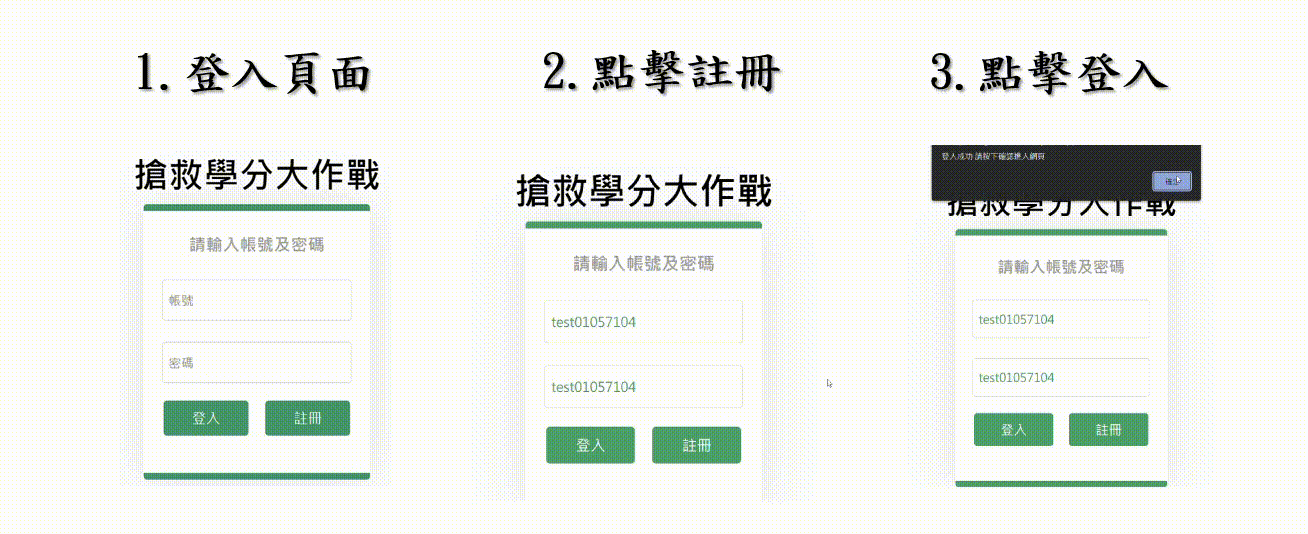 1.登入頁面
2.點擊註冊
3.點擊登入
搶救學分大作戰
請輸入帳號及密碼
帳號
密碼
登入
註冊
搶救學分大作戰
請輸入帳號及密碼
test01057104
test01057104
登入
註冊
登入成功 請按下確認進入網頁
確定
搶救學分大作戰
請輸入帳號及密碼
test01057104
test01057104
登入
註冊